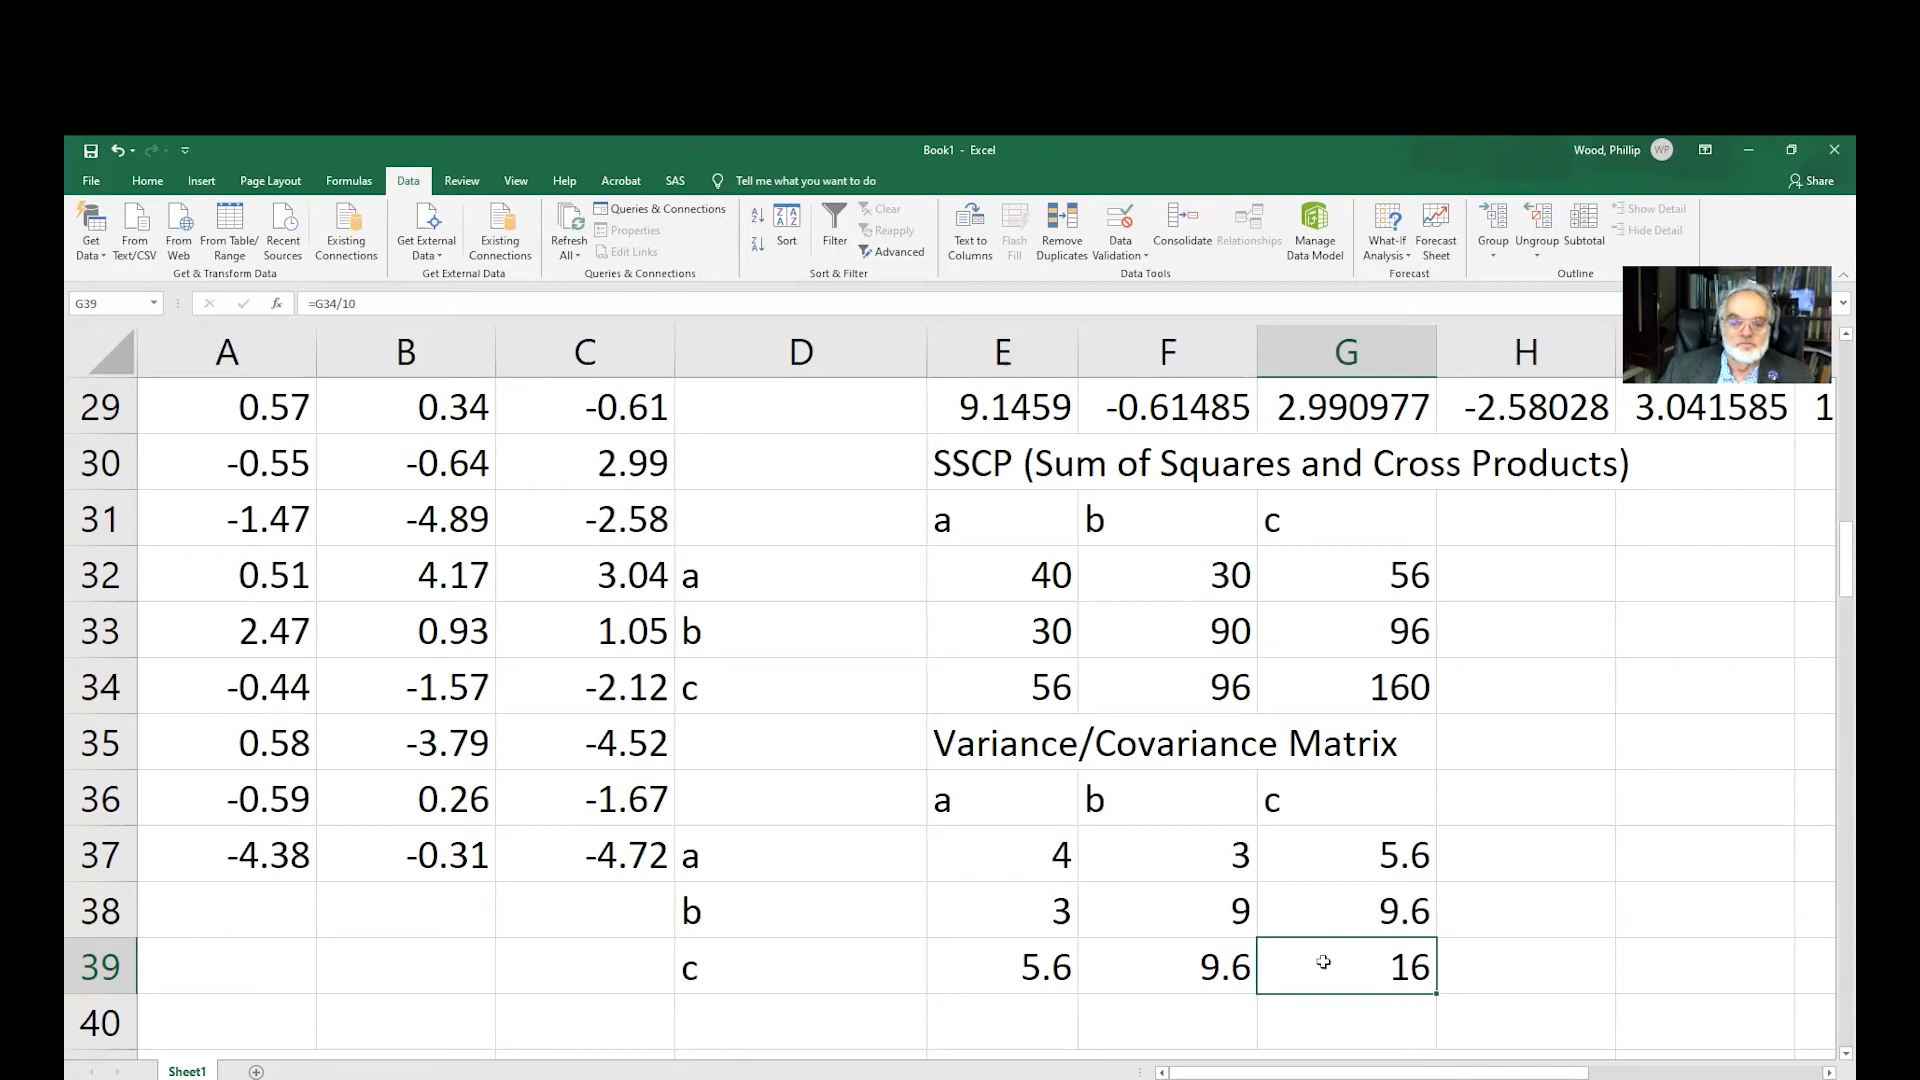 Book1 - Excel
Wood, Phillip WP
File Home Insert Page Layout Formulas Data Review View Help Acrobat SAS Tell me what you want to do Share
Get Data
From Text/CSV
From Web
From Table/ Range
Recent Sources
Existing Connections
Get External Data
Existing Connections
Refresh All
Queries & Connections
Properties
Edit Links
Sort
Filter
Clear
Reapply
Advanced
Text to Columns
Flash Fill
Remove Duplicates
Data Validation
Consolidate
Relationships
Manage Data Model
What-If Analysis
Forecast Sheet
Group
Ungroup
Subtotal
Show Detail
Hide Detail
Get & Transform Data
Get External Data
Queries & Connections
Sort & Filter
Data Tools
Forecast
Outline
G39 fx =G34/10
A B C D E F G H
29 0.57 0.34 -0.61 9.1459 -0.61485 2.990977 -2.58028 3.041585 1
30 -0.55 -0.64 2.99 SSCP (Sum of Squares and Cross Products)
31 -1.47 -4.89 -2.58 a b c
32 0.51 4.17 3.04 a 40 30 56
33 2.47 0.93 1.05 b 30 90 96
34 -0.44 -1.57 -2.12 c 56 96 160
35 0.58 -3.79 -4.52 Variance/Covariance Matrix
36 -0.59 0.26 -1.67 a b c
37 -4.38 -0.31 -4.72 a 4 3 5.6
38 b 3 9 9.6
39 c 5.6 9.6 16
40
Sheet1